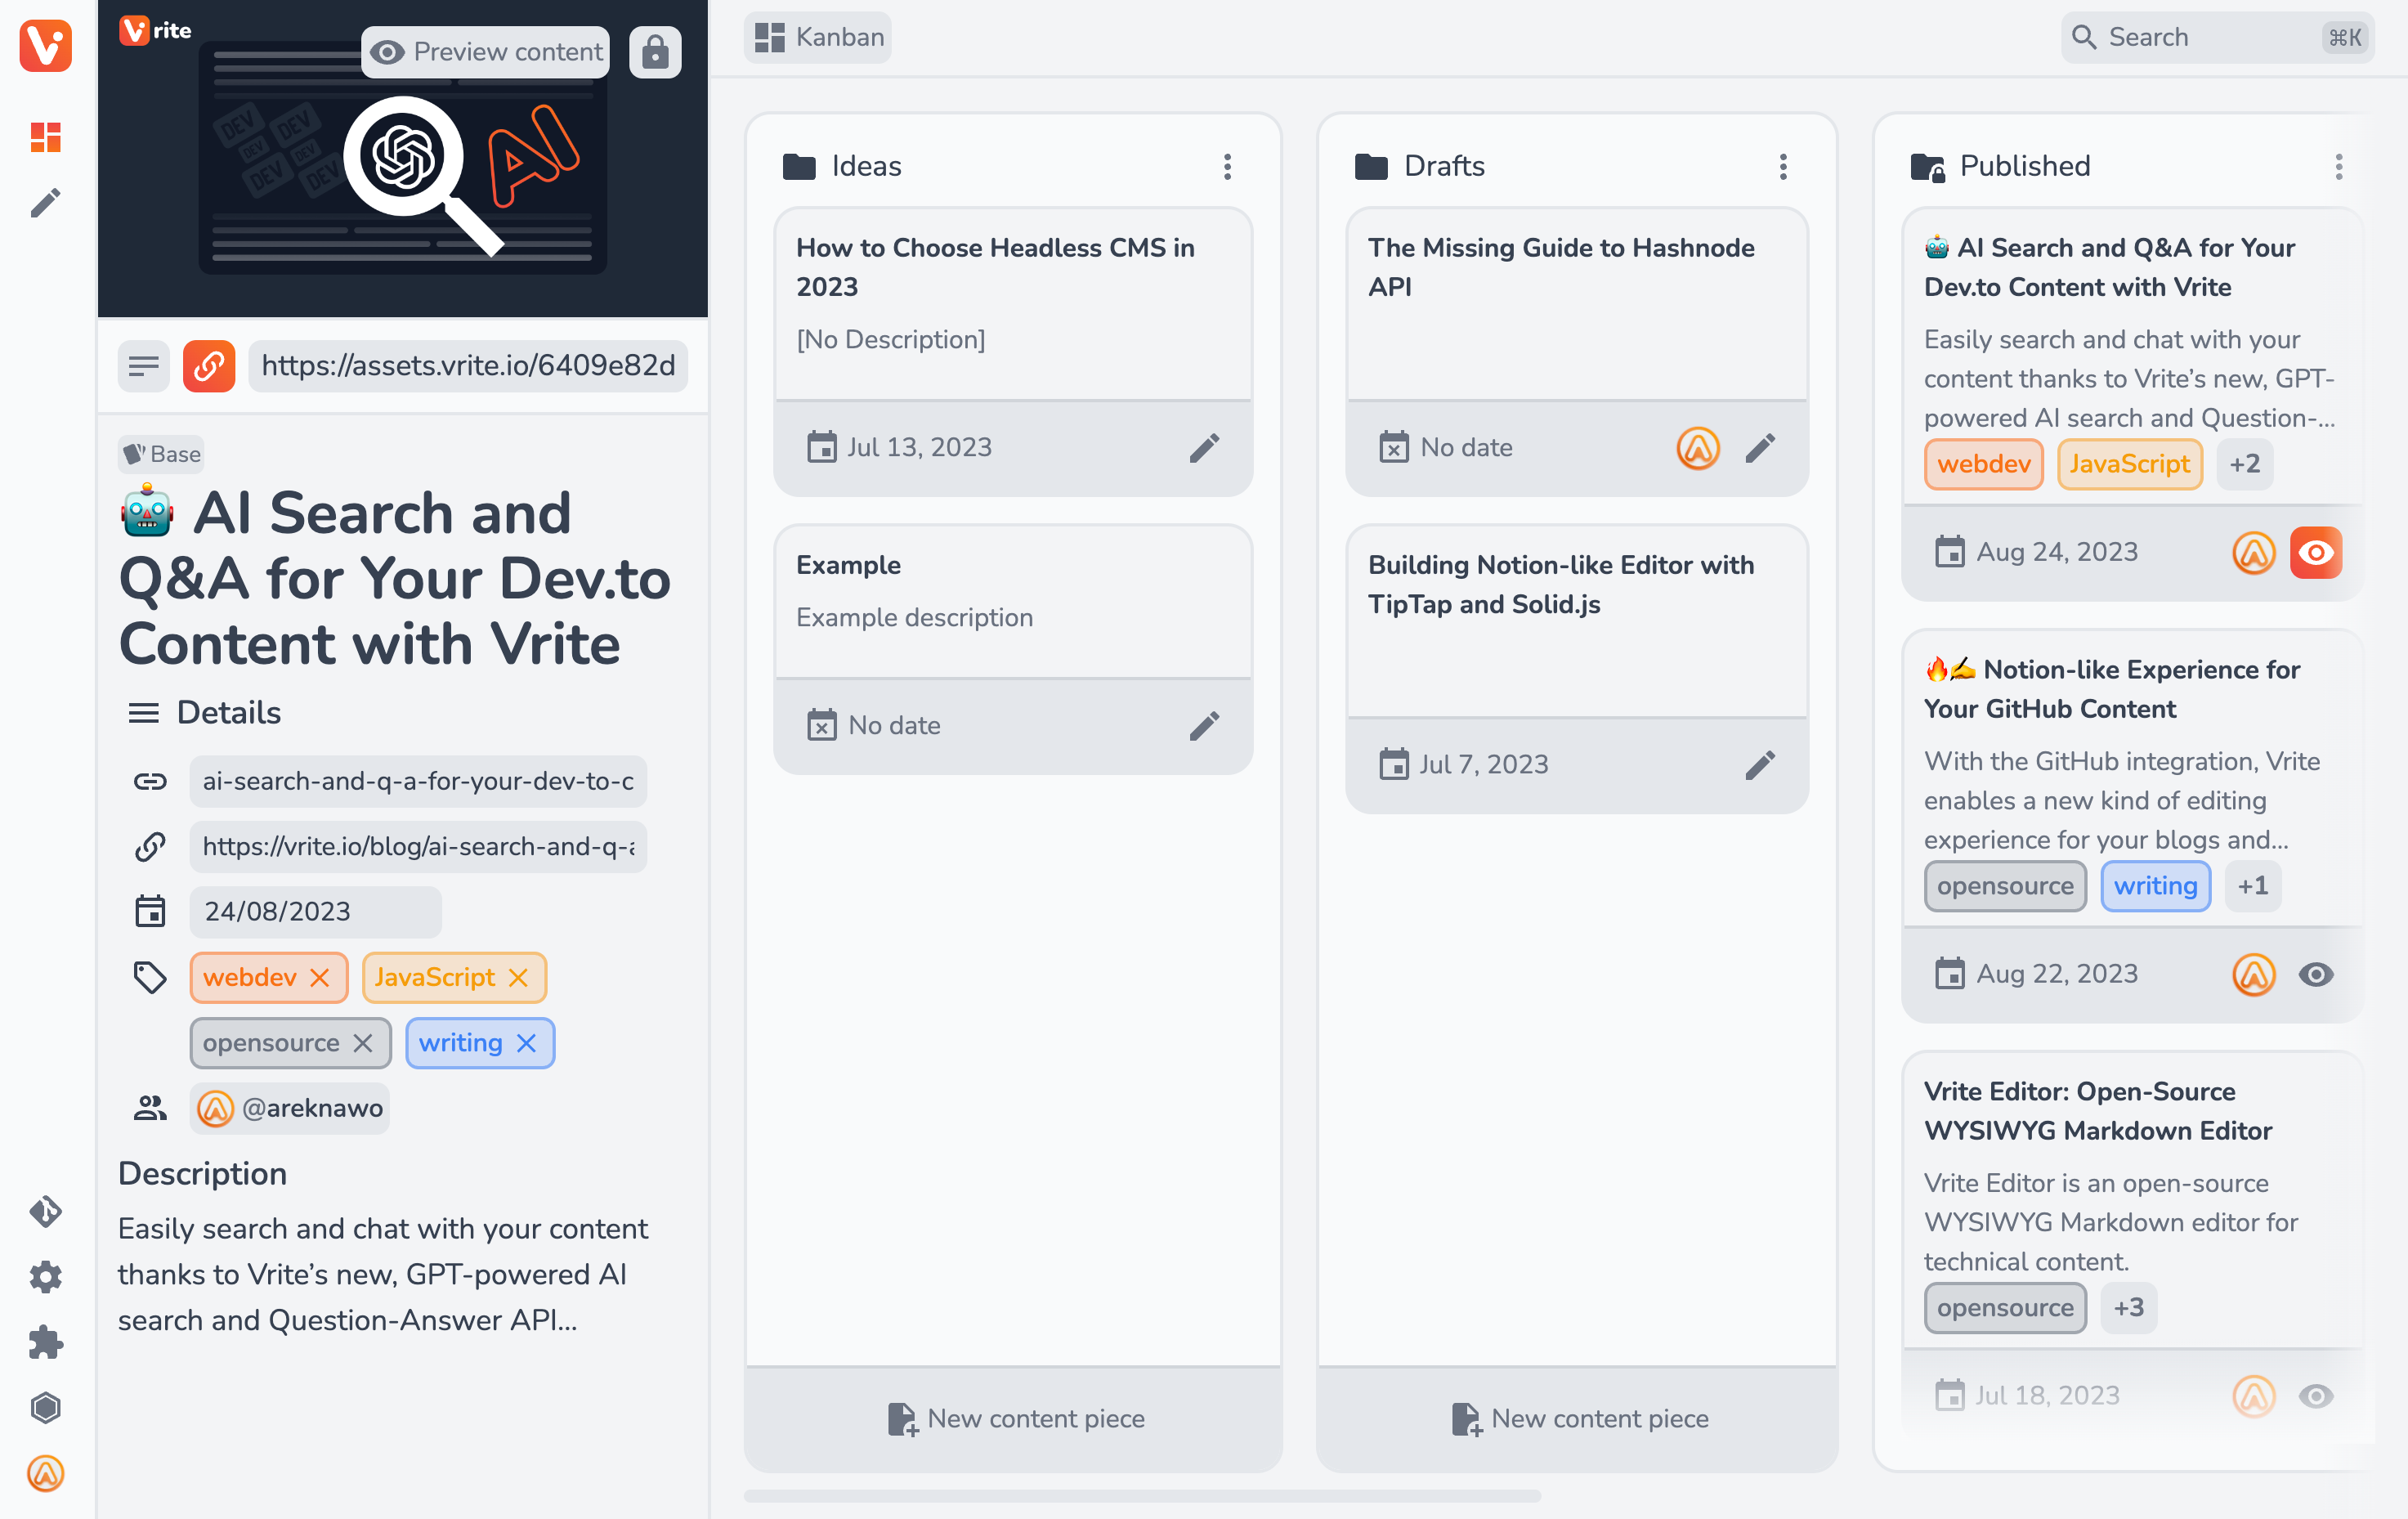 rite
Preview content
DEV DEV
DEV DEV
DEV DEV
AI
https://assets.vrite.io/6409e82d
Base
🤖 AI Search and
Q&A for Your Dev.to
Content with Vrite
Details
ai-search-and-q-a-for-your-dev-to-c
https://vrite.io/blog/ai-search-and-q-a
24/08/2023
webdev JavaScript
opensource writing
@areknawo
Description
Easily search and chat with your content
thanks to Vrite’s new, GPT-powered AI
search and Question-Answer API...
Kanban
Search ⌘K
Ideas
How to Choose Headless CMS in
2023
[No Description]
Jul 13, 2023
Example
Example description
No date
New content piece
Drafts
The Missing Guide to Hashnode
API
No date
Building Notion-like Editor with
TipTap and Solid.js
Jul 7, 2023
New content piece
Published
🤖 AI Search and Q&A for Your
Dev.to Content with Vrite
Easily search and chat with your
content thanks to Vrite’s new, GPT-
powered AI search and Question-...
webdev JavaScript +2
Aug 24, 2023
🔥✍️ Notion-like Experience for
Your GitHub Content
With the GitHub integration, Vrite
enables a new kind of editing
experience for your blogs and...
opensource writing +1
Aug 22, 2023
Vrite Editor: Open-Source
WYSIWYG Markdown Editor
Vrite Editor is an open-source
WYSIWYG Markdown editor for
technical content.
opensource +3
Jul 18, 2023